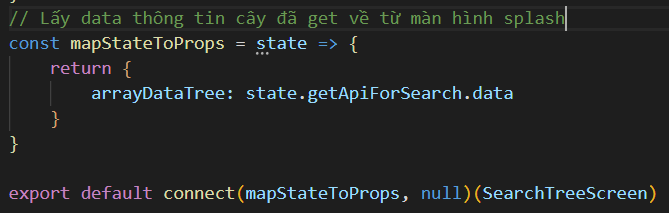 // Lấy data thông tin cây đã get về từ màn hình splash
const mapStateToProps = state => {
    return {
        arrayDataTree: state.getApiForSearch.data
    }
}
export default connect(mapStateToProps, null)(SearchTreeScreen)